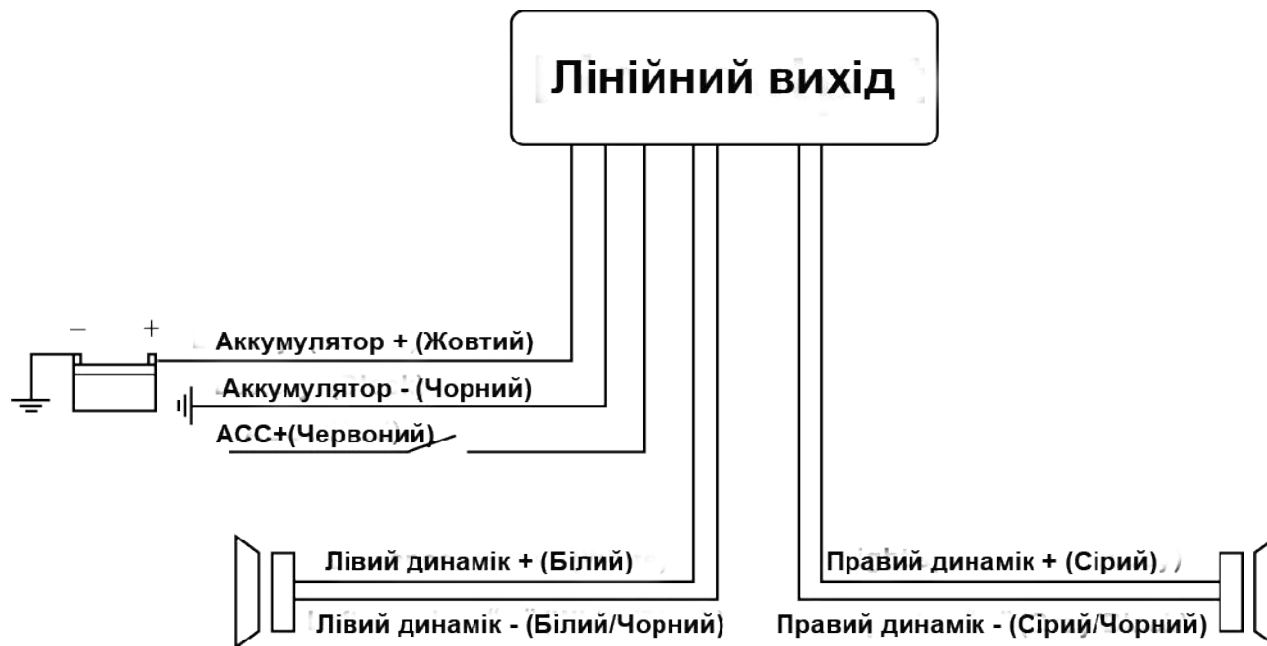 Лінійний вихід
− +
Аккумулятор + (Жовтий)
Аккумулятор - (Чорний)
ACC+(Червоний)
Лівий динамік + (Білий)
Лівий динамік - (Білий/Чорний)
Правий динамік + (Сірий)
Правий динамік - (Сірий/Чорний)